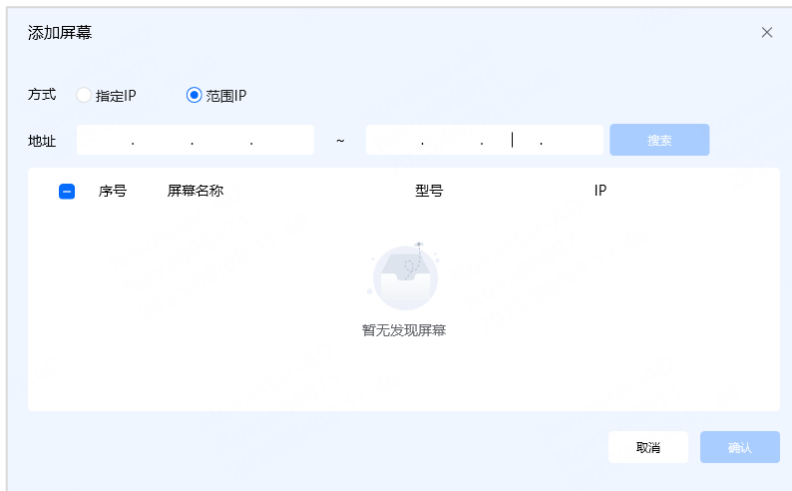 添加屏幕
方式 指定IP 范围IP
地址 . . . ~ . . . 搜索
序号 屏幕名称 型号 IP
暂无发现屏幕
取消 确认